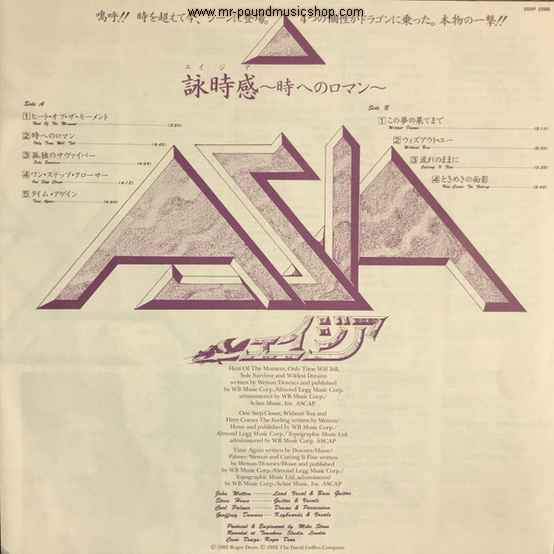 www.mr-poundmusicshop.com
嗚呼!! 時を超えて今、シーンに登場。 4つの個性がドラゴンに乗った。本物の一撃!!
エイジア
詠時感〜時へのロマン〜
Side A
1 ヒート・オブ・ザ・モーメント
Heat Of The Moment
2 時へのロマン
Only Time Will Tell
3 孤独のサヴァイバー
Sole Survivor
4 ワン・ステップ・クローサー
One Step Closer
5 タイム・アゲイン
Time Again
Side B
1 この夢の果てまで
Wildest Dreams
2 ウィズアウト・ユー
Without You
3 流れのままに
Cutting It Fine
4 ときめきの面影
Here Comes The Feeling
ASIA
エイジア
Heat Of The Moment, Only Time Will Tell,
Sole Survivor and Wildest Dreams
written by Wetton/Downes and published
by WB Music Corp./Almond Legg Music Corp.
administered by WB Music Corp./
Acker Music, Inc. ASCAP.
One Step Closer, Without You and
Here Comes The Feeling written by Wetton/
Howe and published by WB Music Corp./
Almond Legg Music Corp./Topographic Music Ltd.
administered by WB Music Corp. ASCAP
Time Again written by Downes/Howe/
Palmer/Wetton and Cutting It Fine written
by Wetton/Downes/Howe and published
by WB Music Corp./Almond Legg Music Corp./
Topographic Music Ltd, administered
by WB Music Corp./Acker Music, Inc. ASCAP
John Wetton Lead Vocal & Bass Guitar
Steve Howe Guitar & Vocals
Carl Palmer Drums & Percussion
Geoffrey Downes Keyboards & Vocals
Produced & Engineered by Mike Stone
Recorded at Townhouse Studio, London
Cover Design: Roger Dean
© 1982 Roger Dean ℗ 1982 The David Geffen Company